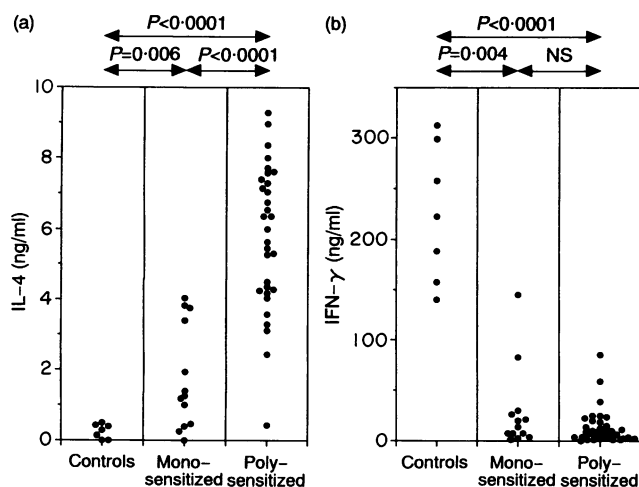 (a)
P<0·0001
P=0·006
<0·0001
10
8
6
4
2
0
IL-4 (ng/ml)
Controls
Mono-
sensitized
Poly-
sensitized
(b)
P<0·0001
P=0·004
NS
300
200
100
0
IFN-γ (ng/ml)
Controls
Mono-
sensitized
Poly-
sensitized